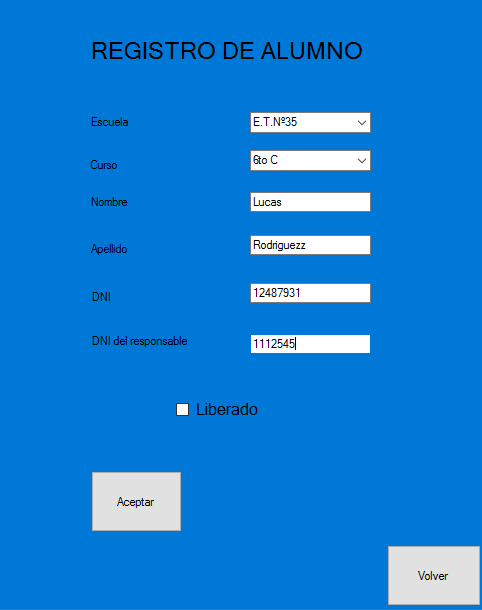 REGISTRO DE ALUMNO
Escuela E.T.Nº35
Curso 6to C
Nombre Lucas
Apellido Rodriguezz
DNI 12487931
DNI del responsable 1112545
Liberado
Aceptar
Volver